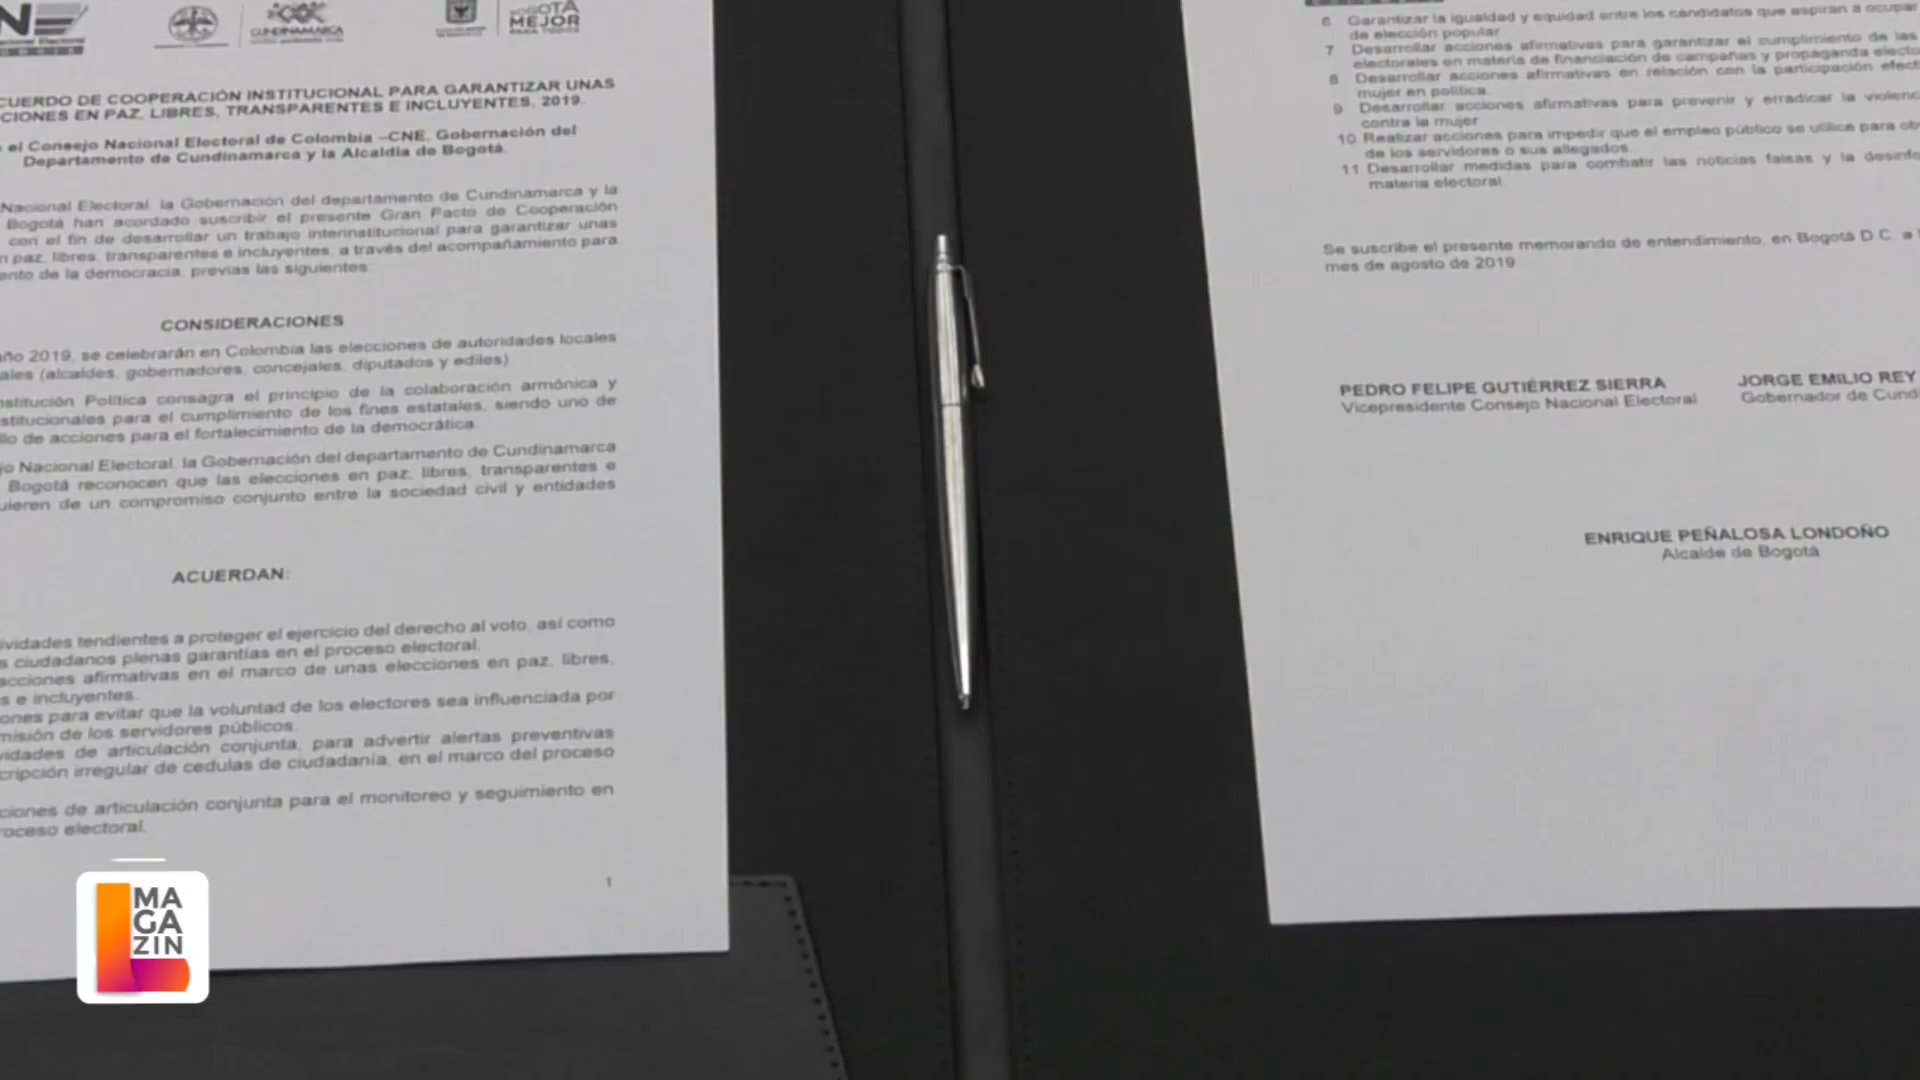 NE
CUNDINAMARCA
BOGOTÁ
MEJOR
PARA TODOS
CUERDO DE COOPERACIÓN INSTITUCIONAL PARA GARANTIZAR UNAS
CIONES EN PAZ, LIBRES, TRANSPARENTES E INCLUYENTES, 2019.
el Consejo Nacional Electoral de Colombia –CNE, Gobernación del
Departamento de Cundinamarca y la Alcaldía de Bogotá.
Nacional Electoral, la Gobernación del departamento de Cundinamarca y la
Bogotá han acordado suscribir el presente Gran Pacto de Cooperación
con el fin de desarrollar un trabajo interinstitucional para garantizar unas
n paz, libres, transparentes e incluyentes, a través del acompañamiento para
ento de la democracia, previas las siguientes:
CONSIDERACIONES
año 2019, se celebrarán en Colombia las elecciones de autoridades locales
ales (alcaldes, gobernadores, concejales, diputados y ediles)
nstitución Política consagra el principio de la colaboración armónica y
stitucionales para el cumplimiento de los fines estatales, siendo uno de
llo de acciones para el fortalecimiento de la democrática.
jo Nacional Electoral, la Gobernación del departamento de Cundinamarca
Bogotá reconocen que las elecciones en paz, libres, transparentes e
uieren de un compromiso conjunto entre la sociedad civil y entidades
ACUERDAN:
ividades tendientes a proteger el ejercicio del derecho al voto, así como
s ciudadanos plenas garantías en el proceso electoral.
acciones afirmativas en el marco de unas elecciones en paz, libres,
s e incluyentes.
ones para evitar que la voluntad de los electores sea influenciada por
misión de los servidores públicos.
vidades de articulación conjunta, para advertir alertas preventivas
cripción irregular de cedulas de ciudadanía, en el marco del proceso
ciones de articulación conjunta para el monitoreo y seguimiento en
roceso electoral.
1
6 Garantizar la igualdad y equidad entre los candidatos que aspiran a ocupar
de elección popular
7 Desarrollar acciones afirmativas para garantizar el cumplimiento de las
electorales en materia de financiación de campañas y propaganda electo
8 Desarrollar acciones afirmativas en relación con la participación efect
mujer en política.
9 Desarrollar acciones afirmativas para prevenir y erradicar la violenc
contra la mujer
10 Realizar acciones para impedir que el empleo público se utilice para ob
de los servidores o sus allegados.
11 Desarrollar medidas para combatir las noticias falsas y la desinfo
materia electoral.
Se suscribe el presente memorando de entendimiento, en Bogotá D.C. a
mes de agosto de 2019
PEDRO FELIPE GUTIÉRREZ SIERRA
Vicepresidente Consejo Nacional Electoral
JORGE EMILIO REY
Gobernador de Cundi
ENRIQUE PEÑALOSA LONDOÑO
Alcalde de Bogotá
MA
GA
ZIN